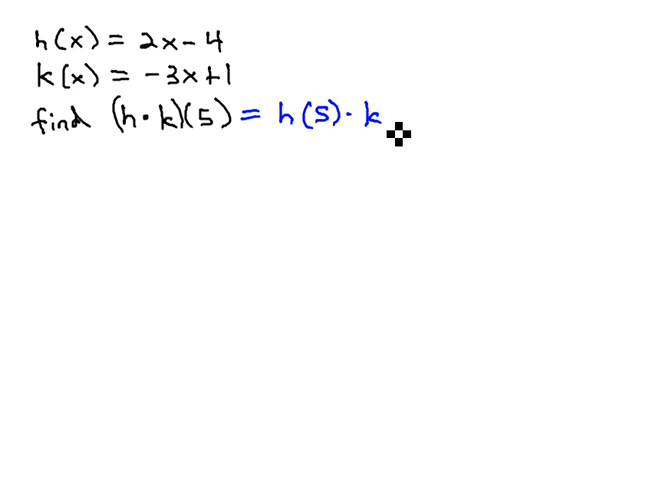 h(x) = 2x-4
k(x) = -3x+1
find (h·k)(5) = h(5)·k